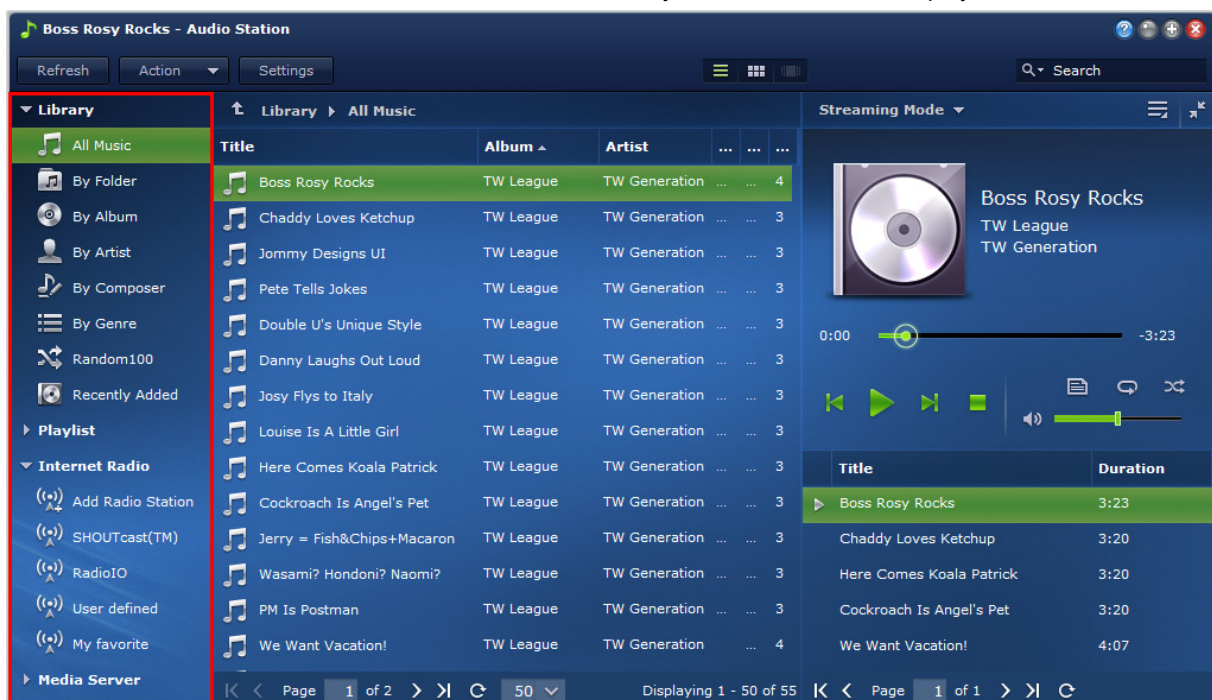 Boss Rosy Rocks - Audio Station
Refresh Action Settings Search
Library
All Music
By Folder
By Album
By Artist
By Composer
By Genre
Random100
Recently Added
Playlist
Internet Radio
Add Radio Station
SHOUTcast(TM)
RadioIO
User defined
My favorite
Media Server
Library All Music
Title Album Artist ... ... ...
Boss Rosy Rocks TW League TW Generation ... ... 4
Chaddy Loves Ketchup TW League TW Generation ... ... 3
Jommy Designs UI TW League TW Generation ... ... 3
Pete Tells Jokes TW League TW Generation ... ... 3
Double U's Unique Style TW League TW Generation ... ... 3
Danny Laughs Out Loud TW League TW Generation ... ... 3
Josy Flys to Italy TW League TW Generation ... ... 3
Louise Is A Little Girl TW League TW Generation ... ... 3
Here Comes Koala Patrick TW League TW Generation ... ... 3
Cockroach Is Angel's Pet TW League TW Generation ... ... 3
Jerry = Fish&Chips+Macaron TW League TW Generation ... ... 3
Wasami? Hondoni? Naomi? TW League TW Generation ... ... 3
PM Is Postman TW League TW Generation ... ... 3
We Want Vacation! TW League TW Generation ... ... 4
Page 1 of 2 50 Displaying 1 - 50 of 55
Streaming Mode
Boss Rosy Rocks
TW League
TW Generation
0:00 -3:23
Title Duration
Boss Rosy Rocks 3:23
Chaddy Loves Ketchup 3:20
Here Comes Koala Patrick 3:20
Cockroach Is Angel's Pet 3:20
We Want Vacation! 4:07
Page 1 of 1